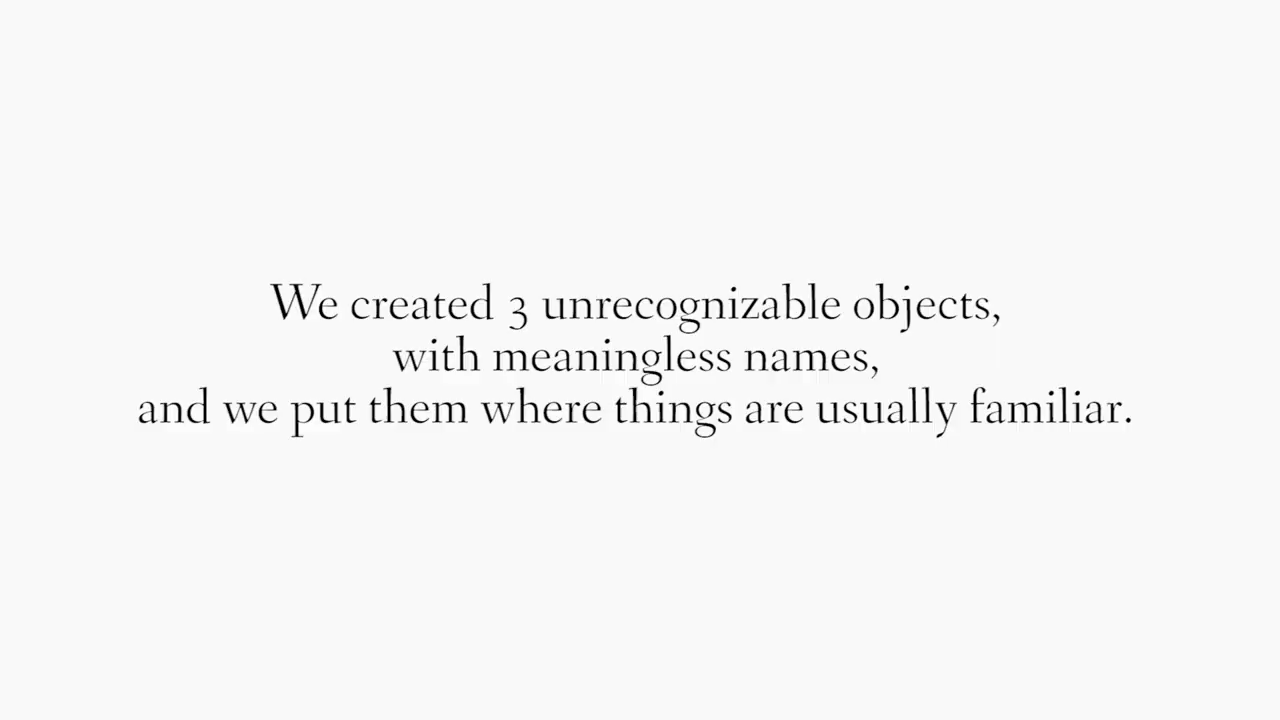 We created 3 unrecognizable objects,
with meaningless names,
and we put them where things are usually familiar.